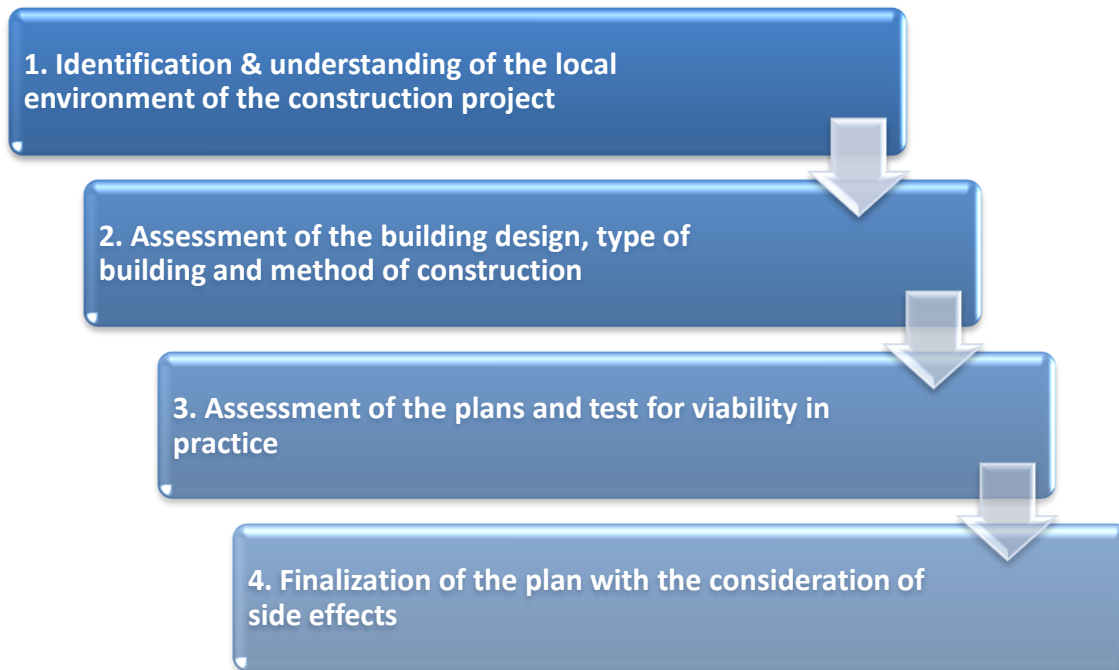 1. Identification & understanding of the local
environment of the construction project
2. Assessment of the building design, type of
building and method of construction
3. Assessment of the plans and test for viability in
practice
4. Finalization of the plan with the consideration of
side effects